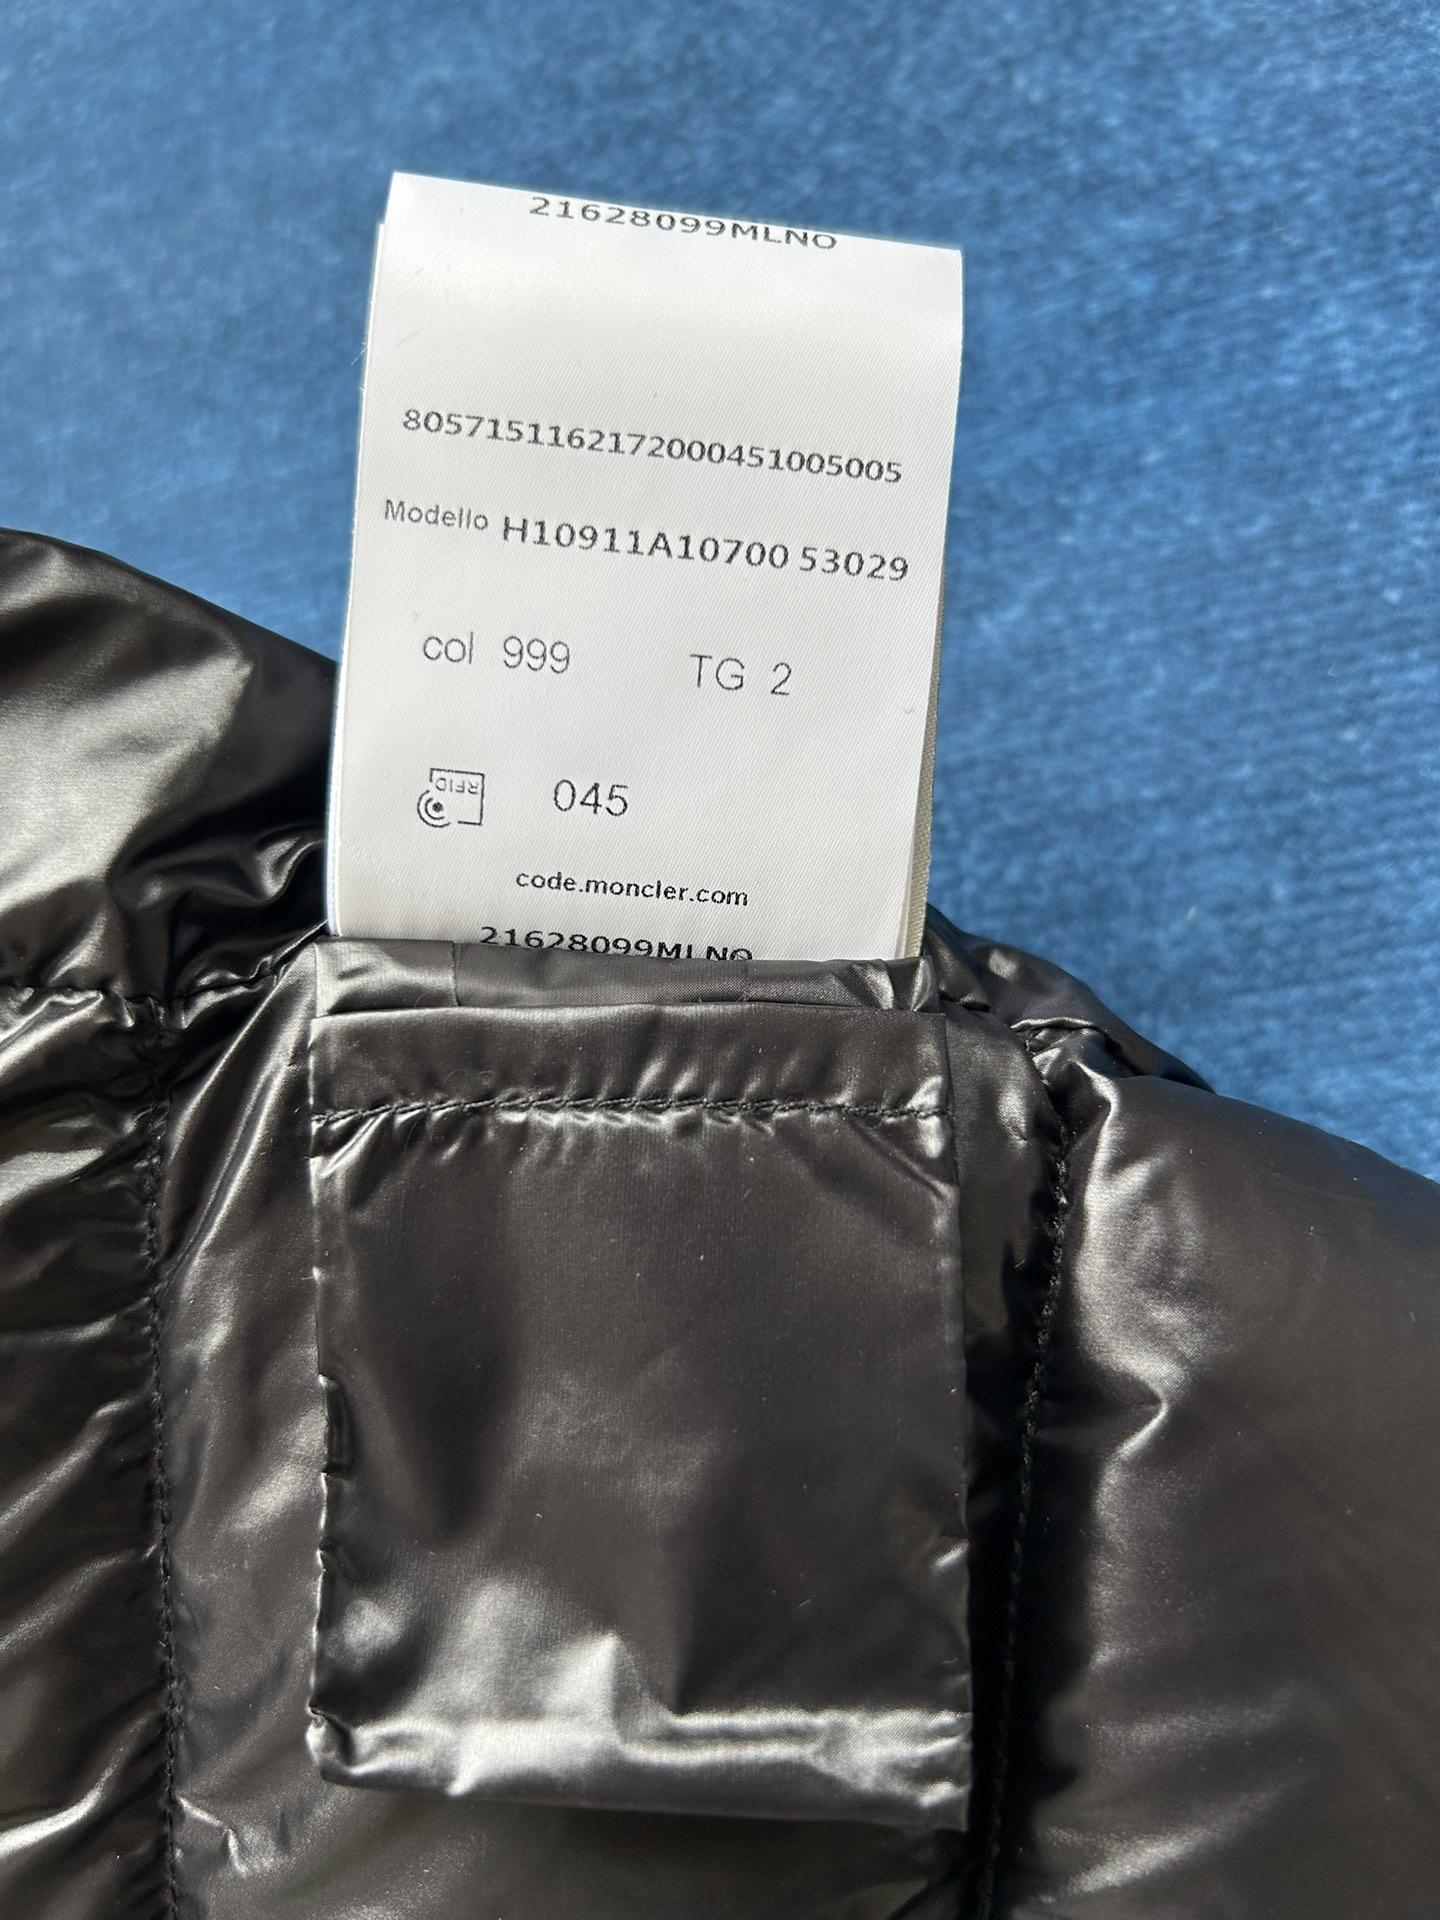 21628099MLNO
8057151162172000451005005
Modello H10911A10700 53029
col 999 TG 2
RFID 045
code.moncler.com
21628099MLNO